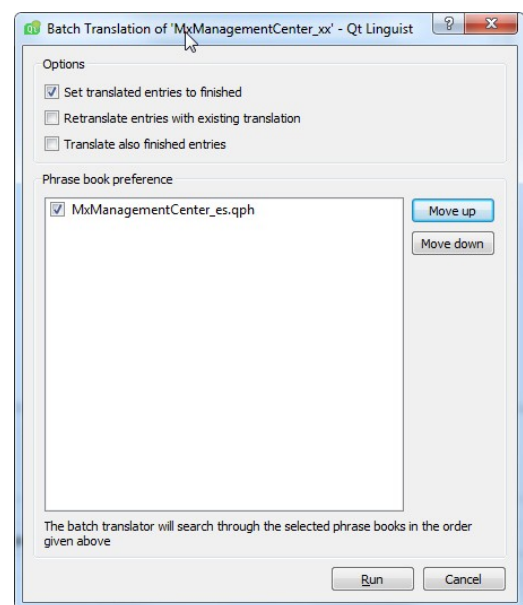 Batch Translation of 'MxManagementCenter_xx' - Qt Linguist
Options
Set translated entries to finished
Retranslate entries with existing translation
Translate also finished entries
Phrase book preference
MxManagementCenter_es.qph
Move up
Move down
The batch translator will search through the selected phrase books in the order
given above
Run
Cancel